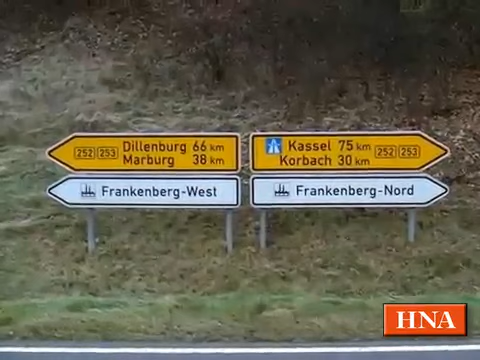 252 253 Dillenburg 66 km
Marburg 38 km
Kassel 75 km 252 253
Korbach 30 km
Frankenberg-West
Frankenberg-Nord
HNA